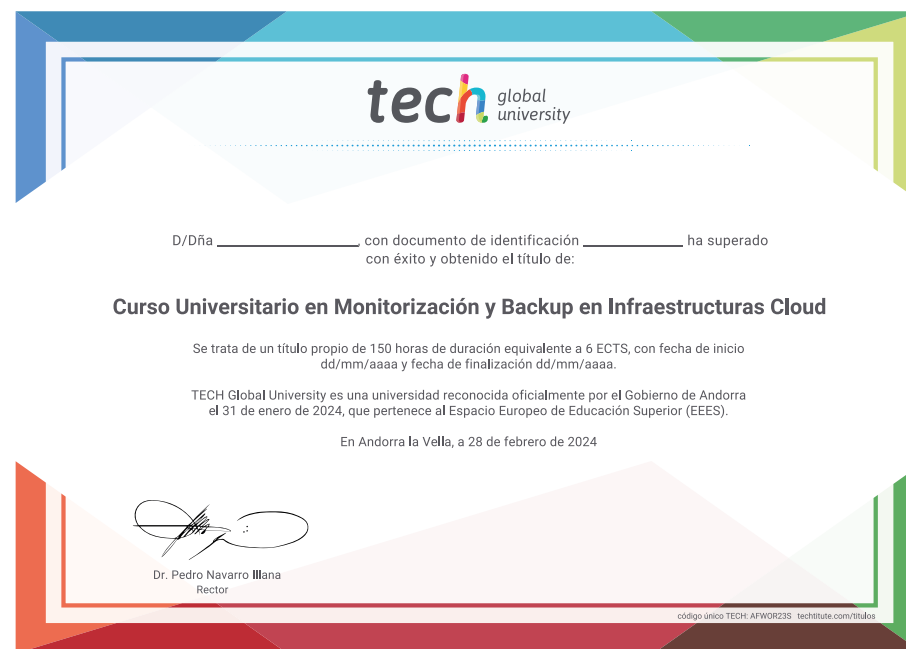 tech global university
D/Dña ____________________, con documento de identificación ______________ ha superado
con éxito y obtenido el título de:
Curso Universitario en Monitorización y Backup en Infraestructuras Cloud
Se trata de un título propio de 150 horas de duración equivalente a 6 ECTS, con fecha de inicio
dd/mm/aaaa y fecha de finalización dd/mm/aaaa.
TECH Global University es una universidad reconocida oficialmente por el Gobierno de Andorra
el 31 de enero de 2024, que pertenece al Espacio Europeo de Educación Superior (EEES).
En Andorra la Vella, a 28 de febrero de 2024
Dr. Pedro Navarro Illana
Rector
código único TECH: AFWOR23S techtitute.com/titulos